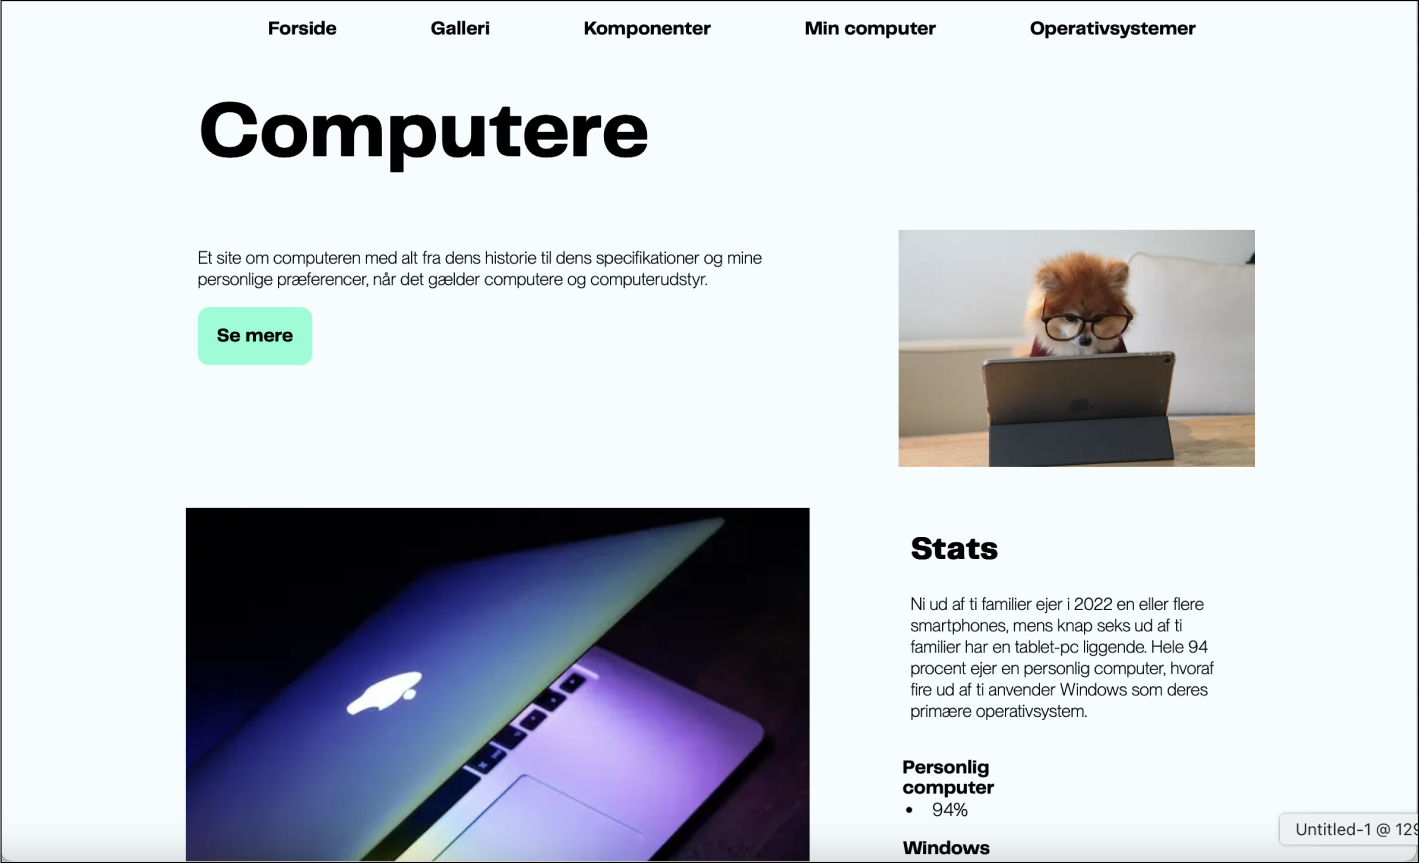 Forside Galleri Komponenter Min computer Operativsystemer
Computere
Et site om computeren med alt fra dens historie til dens specifikationer og mine
personlige præferencer, når det gælder computere og computerudstyr.
Se mere
Stats
Ni ud af ti familier ejer i 2022 en eller flere
smartphones, mens knap seks ud af ti
familier har en tablet-pc liggende. Hele 94
procent ejer en personlig computer, hvoraf
fire ud af ti anvender Windows som deres
primære operativsystem.
Personlig
computer
• 94%
Windows
Untitled-1 @ 129